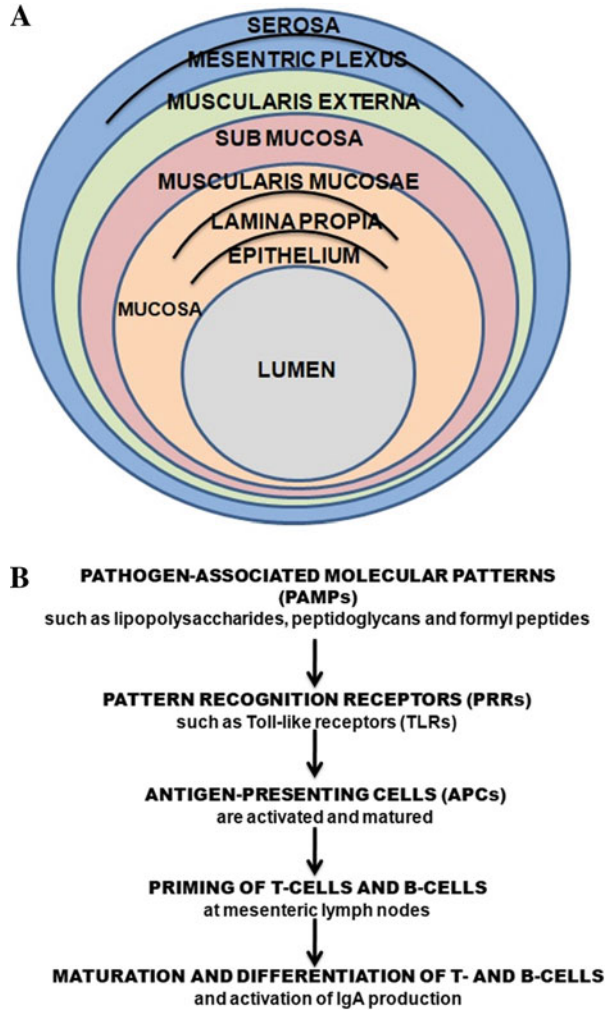 A
SEROSA
MESENTRIC PLEXUS
MUSCULARIS EXTERNA
SUB MUCOSA
MUSCULARIS MUCOSAE
LAMINA PROPIA
EPITHELIUM
MUCOSA
LUMEN
B
PATHOGEN-ASSOCIATED MOLECULAR PATTERNS
(PAMPs)
such as lipopolysaccharides, peptidoglycans and formyl peptides
PATTERN RECOGNITION RECEPTORS (PRRs)
such as Toll-like receptors (TLRs)
ANTIGEN-PRESENTING CELLS (APCs)
are activated and matured
PRIMING OF T-CELLS AND B-CELLS
at mesenteric lymph nodes
MATURATION AND DIFFERENTIATION OF T- AND B-CELLS
and activation of IgA production